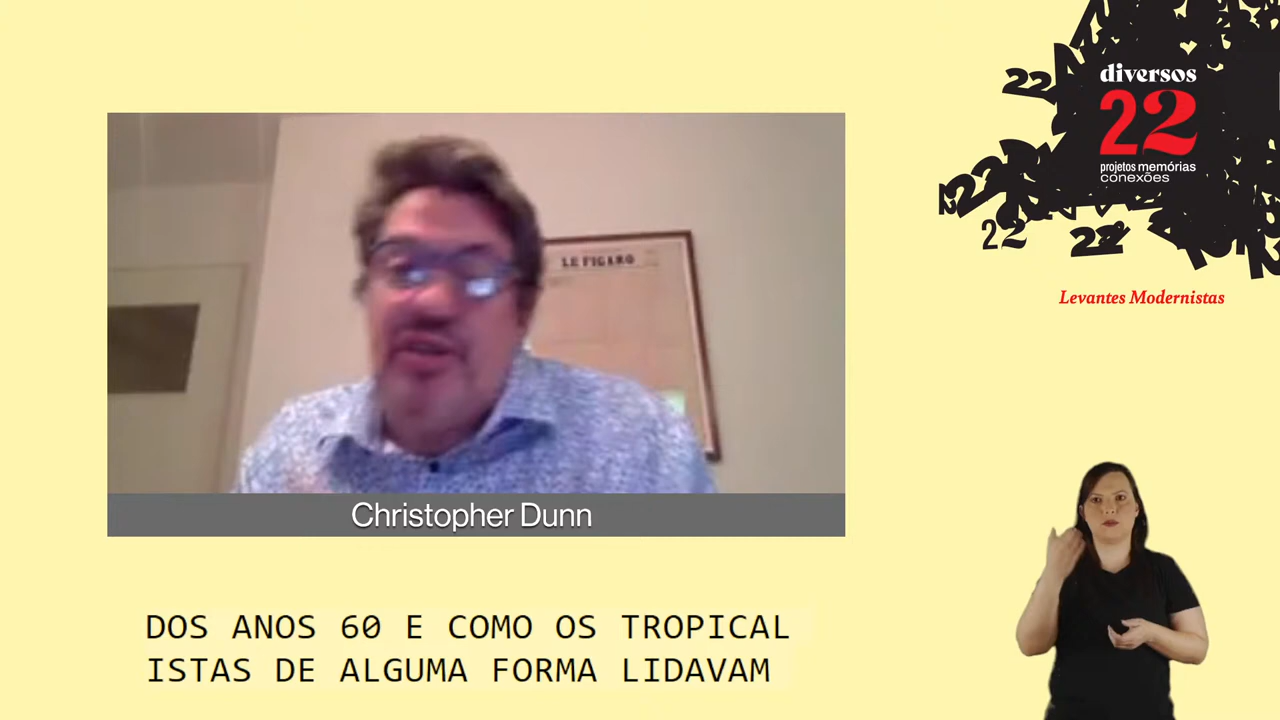 diversos
22
projetos memórias
conexões
22
22
22
22
Levantes Modernistas
LE FIGARO
Christopher Dunn
DOS ANOS 60 E COMO OS TROPICAL
ISTAS DE ALGUMA FORMA LIDAVAM